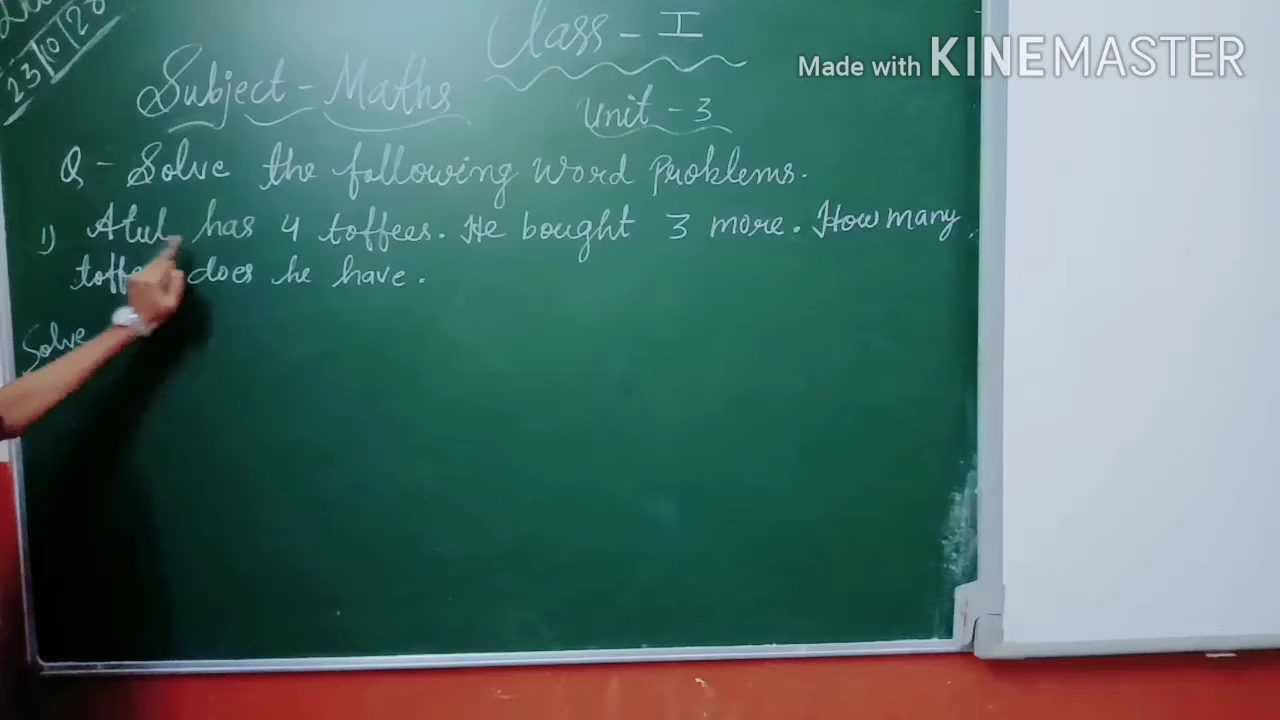 Class - I
Made with KINEMASTER
23/10/20
Subject - Maths
Unit - 3
Q - Solve the following word problems.
1) Atul has 4 toffees. He bought 3 more. How many
does he have.
Solve